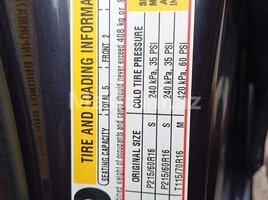 TIRE AND LOADING INFORMA
SEATING CAPACITY TOTAL 5 FRONT 2
ned weight of occupants and cargo should never exceed 408 kg or 8
ORIGINAL SIZE COLD TIRE PRESSURE
P215/60R16 S 240 kPa, 35 PSI
P215/60R16 S 240 kPa, 35 PSI
T115/70R16 M 420 kPa, 60 PSI